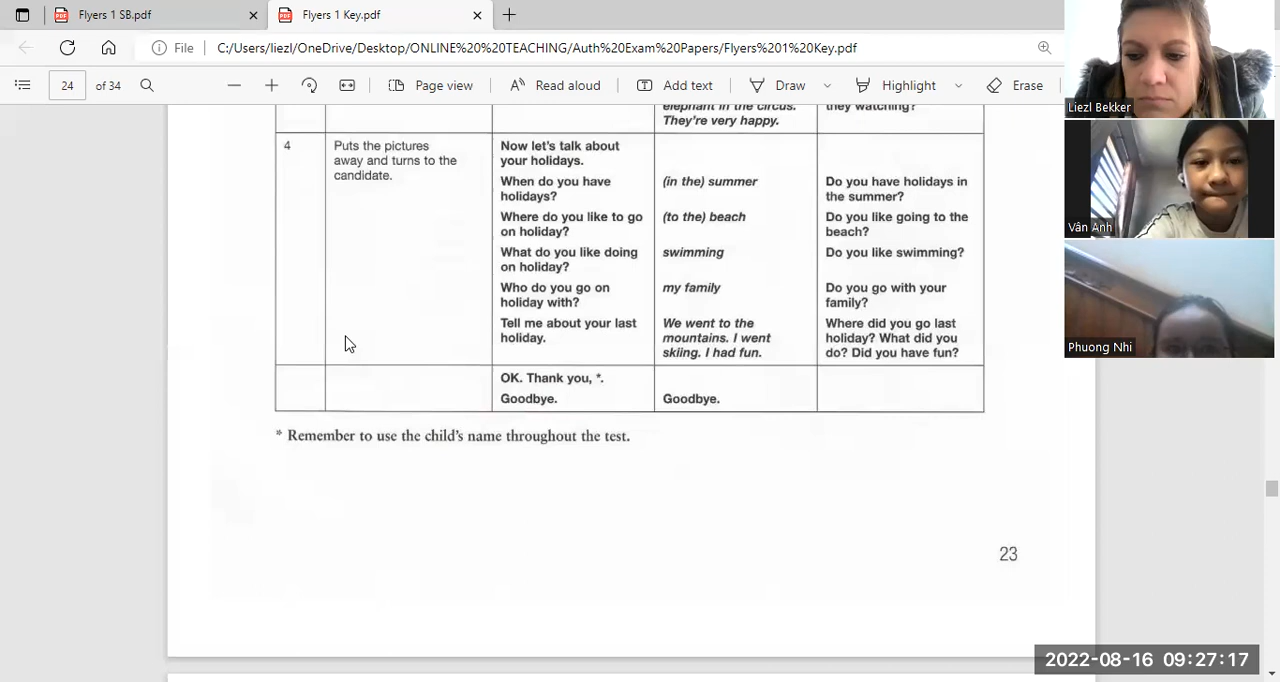 Flyers 1 SB.pdf
Flyers 1 Key.pdf
File
C:/Users/liezl/OneDrive/Desktop/ONLINE%20%20TEACHING/Auth%20Exam%20Papers/Flyers%201%20Key.pdf
24 of 34
Page view
Read aloud
Add text
Draw
Highlight
Erase
elephant in the circus.
They're very happy.
they watching?
4
Puts the pictures
away and turns to the
candidate.
Now let's talk about
your holidays.
When do you have
holidays?
(in the) summer
Do you have holidays in
the summer?
Where do you like to go
on holiday?
(to the) beach
Do you like going to the
beach?
What do you like doing
on holiday?
swimming
Do you like swimming?
Who do you go on
holiday with?
my family
Do you go with your
family?
Tell me about your last
holiday.
We went to the
mountains. I went
skiing. I had fun.
Where did you go last
holiday? What did you
do? Did you have fun?
OK. Thank you, *.
Goodbye.
Goodbye.
* Remember to use the child's name throughout the test.
23
Liezl Bekker
Vân Anh
Phuong Nhi
2022-08-16 09:27:17